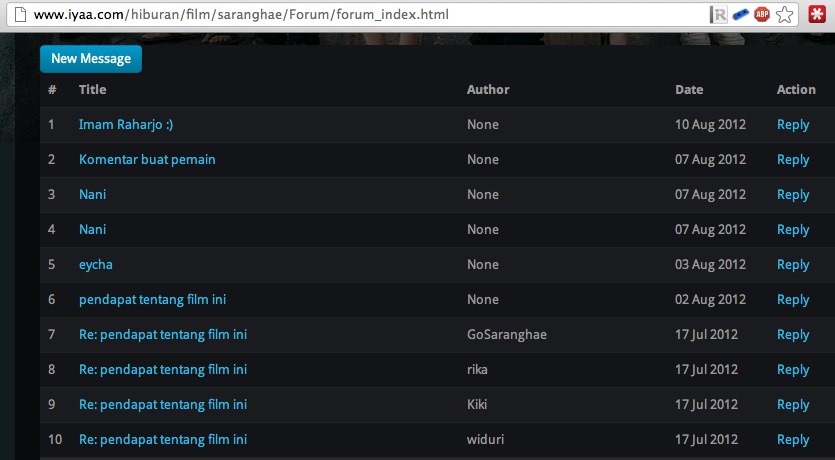 www.iyaa.com/hiburan/film/saranghae/Forum/forum_index.html
New Message
# Title Author Date Action
1 Imam Raharjo :) None 10 Aug 2012 Reply
2 Komentar buat pemain None 07 Aug 2012 Reply
3 Nani None 07 Aug 2012 Reply
4 Nani None 07 Aug 2012 Reply
5 eycha None 03 Aug 2012 Reply
6 pendapat tentang film ini None 02 Aug 2012 Reply
7 Re: pendapat tentang film ini GoSaranghae 17 Jul 2012 Reply
8 Re: pendapat tentang film ini rika 17 Jul 2012 Reply
9 Re: pendapat tentang film ini Kiki 17 Jul 2012 Reply
10 Re: pendapat tentang film ini widuri 17 Jul 2012 Reply